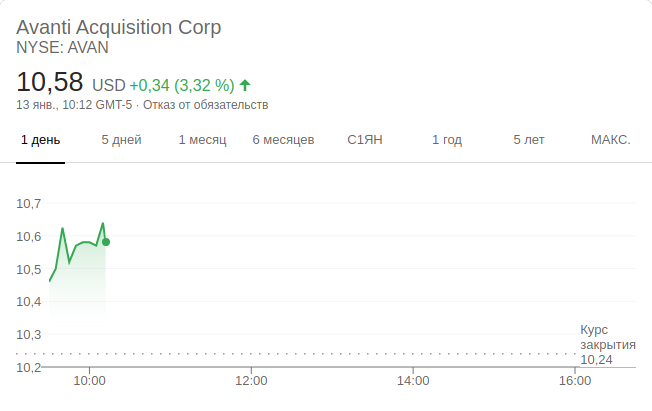 Avanti Acquisition Corp
NYSE: AVAN
10,58 USD +0,34 (3,32 %)
13 янв., 10:12 GMT-5 · Отказ от обязательств
1 день 5 дней 1 месяц 6 месяцев С1ЯН 1 год 5 лет МАКС.
10,7
10,6
10,5
10,4
10,3
10,2
Курс
закрытия
10,24
10:00 12:00 14:00 16:00